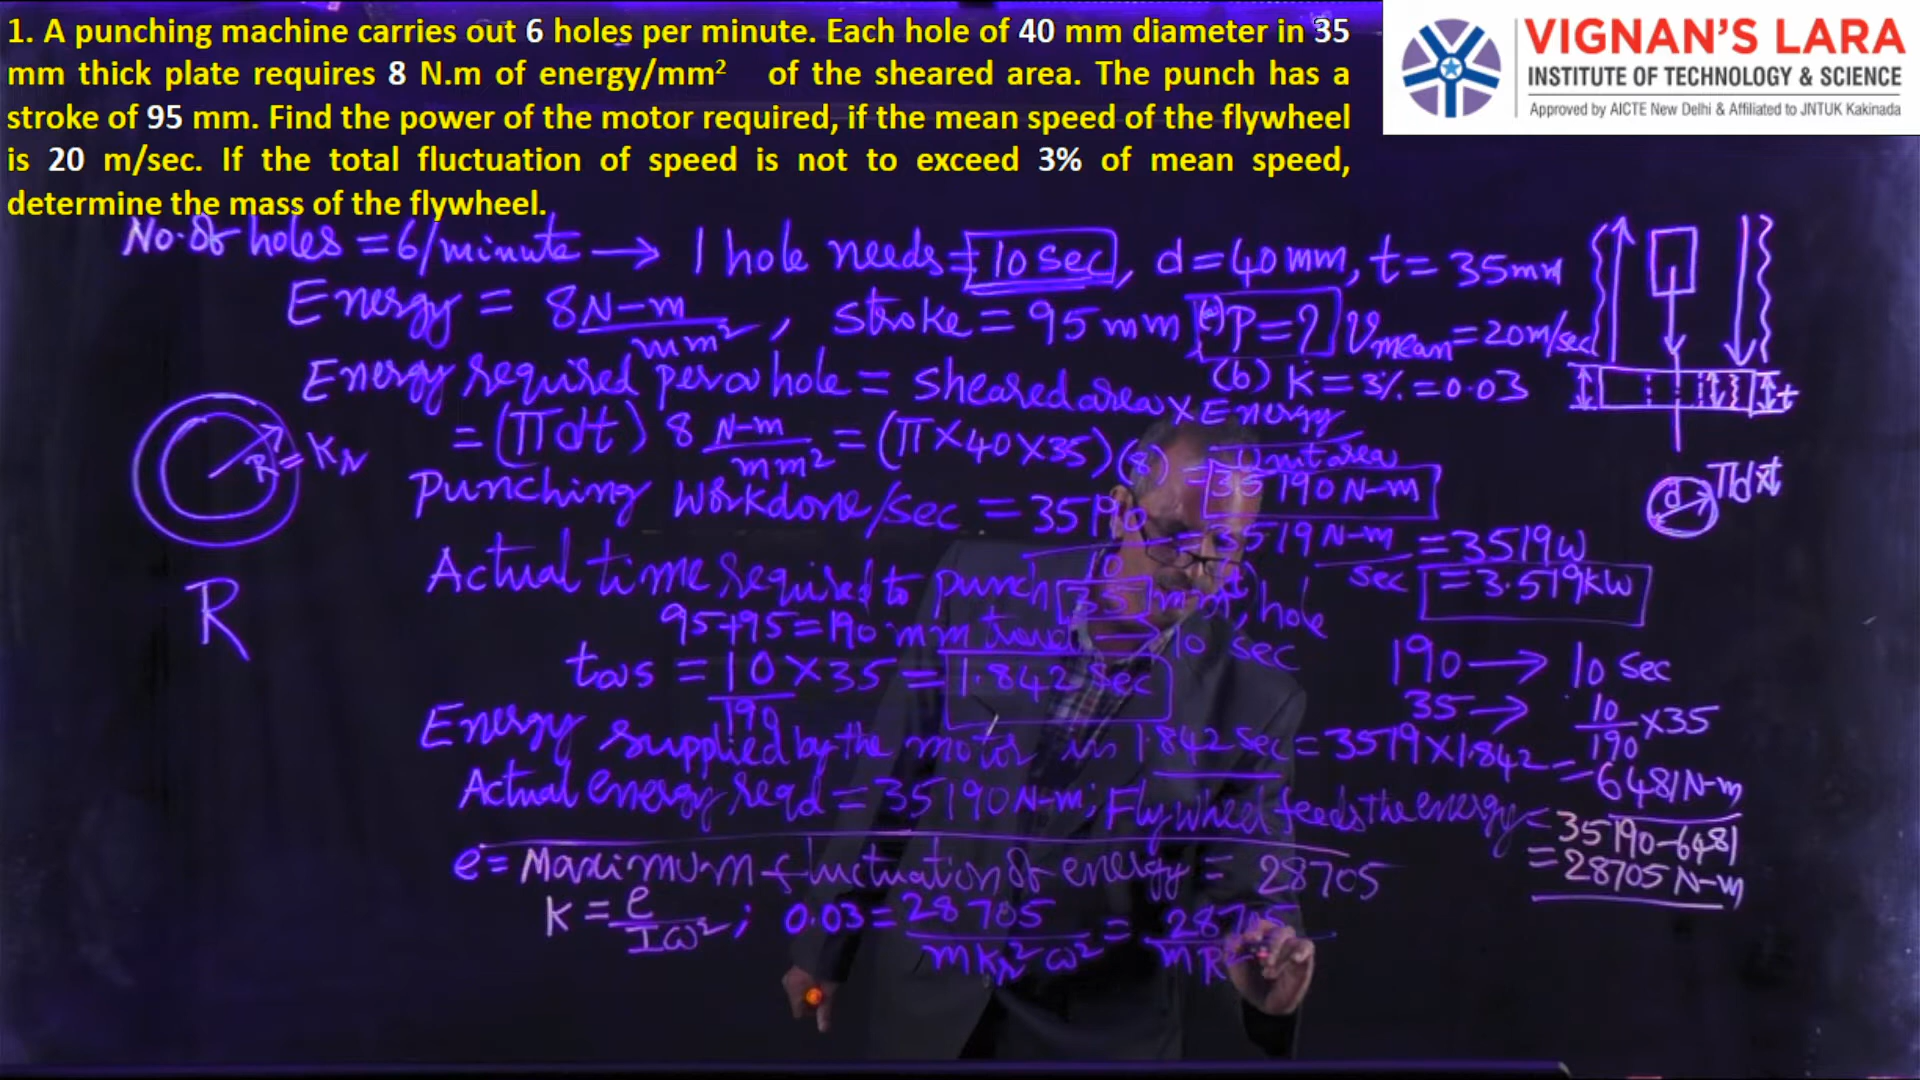 1. A punching machine carries out 6 holes per minute. Each hole of 40 mm diameter in 35
mm thick plate requires 8 N.m of energy/mm² of the sheared area. The punch has a
stroke of 95 mm. Find the power of the motor required, if the mean speed of the flywheel
is 20 m/sec. If the total fluctuation of speed is not to exceed 3% of mean speed,
determine the mass of the flywheel.
VIGNAN'S LARA
INSTITUTE OF TECHNOLOGY & SCIENCE
Approved by AICTE New Delhi & Affiliated to JNTUK Kakinada
No. of holes = 6/minute → 1 hole needs = 10 sec, d = 40 mm, t = 35 mm
Energy = 8 N-m/mm², stroke = 95 mm (a) P = ? Vmean = 20 m/sec
(b) K = 3% = 0.03
Energy required per hole = Sheared area × Energy/Unit area
= (πdt) 8 N-m/mm² = (π×40×35)(8) = 35190 N-m
Punching workdone/sec = 35190/10 = 3519 N-m/sec = 3519 W
= 3.519 kW
Actual time required to punch 35 mm (t) hole
95+95 = 190 mm travel → 10 sec
tas = 10/190 × 35 = 1.842 sec
190 → 10 sec
35 → 10/190 × 35
Energy supplied by the motor in 1.842 sec = 3519×1.842 = 6481 N-m
Actual energy reqd = 35190 N-m; Flywheel feeds the energy = 35190-6481
= 28705 N-m
e = Maximum fluctuation of energy = 28705
K = e/Iω²; 0.03 = 28705/mkr²ω² = 28705/mR²
R = Kr
R
t
d
πd×t